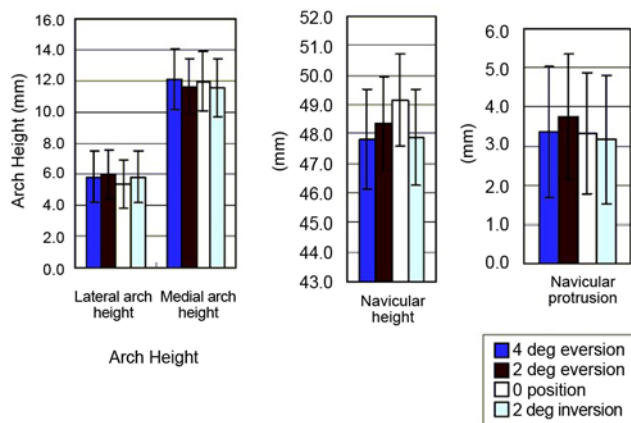 Arch Height (mm)
16.0
14.0
12.0
10.0
8.0
6.0
4.0
2.0
0.0
Lateral arch height
Medial arch height
Arch Height
(mm)
52.0
51.0
50.0
49.0
48.0
47.0
46.0
45.0
44.0
43.0
Navicular
height
(mm)
6.0
5.0
4.0
3.0
2.0
1.0
0.0
Navicular
protrusion
4 deg eversion
2 deg eversion
0 position
2 deg inversion